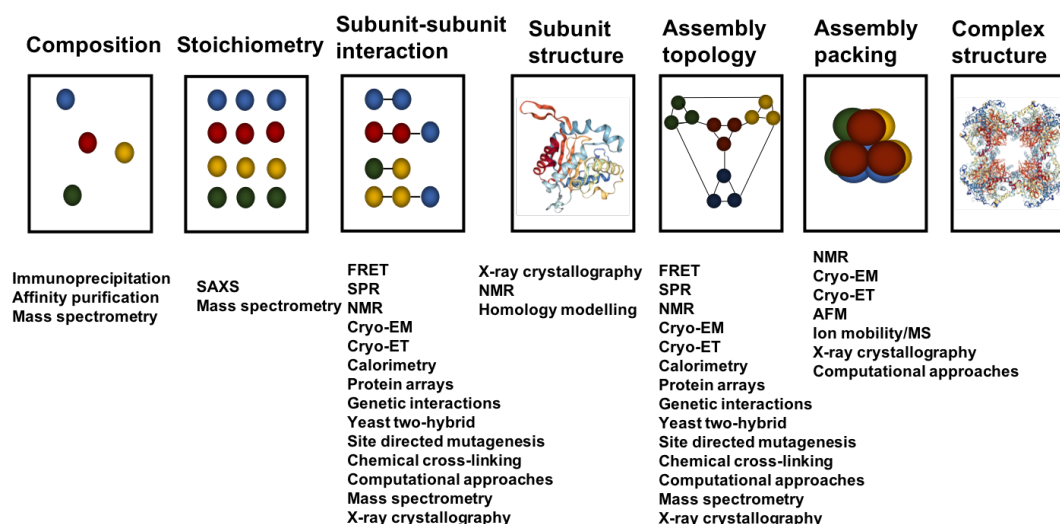 Composition
Stoichiometry
Subunit-subunit
interaction
Subunit
structure
Assembly
topology
Assembly
packing
Complex
structure
Immunoprecipitation
Affinity purification
Mass spectrometry
SAXS
Mass spectrometry
FRET
SPR
NMR
Cryo-EM
Cryo-ET
Calorimetry
Protein arrays
Genetic interactions
Yeast two-hybrid
Site directed mutagenesis
Chemical cross-linking
Computational approaches
Mass spectrometry
X-ray crystallography
X-ray crystallography
NMR
Homology modelling
FRET
SPR
NMR
Cryo-EM
Cryo-ET
Calorimetry
Protein arrays
Genetic interactions
Yeast two-hybrid
Site directed mutagenesis
Chemical cross-linking
Computational approaches
Mass spectrometry
X-ray crystallography
NMR
Cryo-EM
Cryo-ET
AFM
Ion mobility/MS
X-ray crystallography
Computational approaches